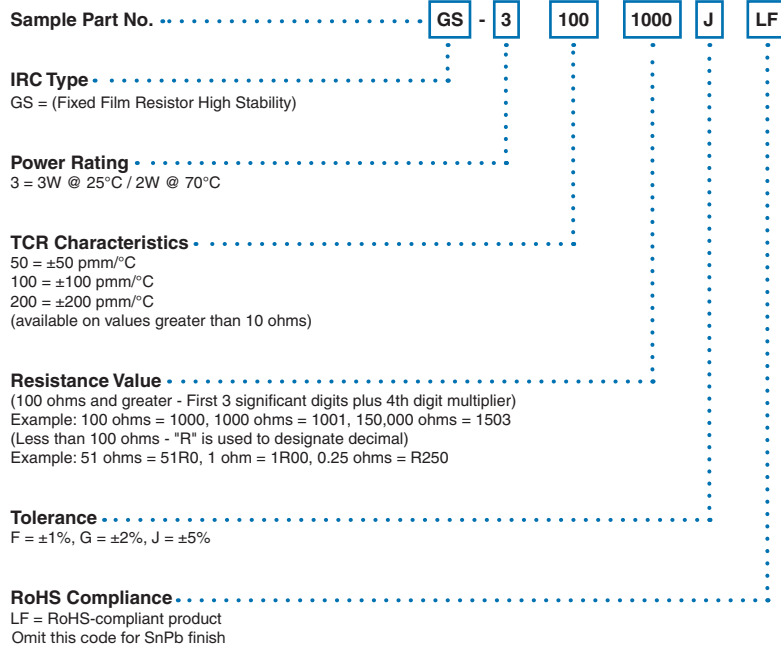 Sample Part No. GS - 3 100 1000 J LF
IRC Type
GS = (Fixed Film Resistor High Stability)
Power Rating
3 = 3W @ 25°C / 2W @ 70°C
TCR Characteristics
50 = ±50 pmm/°C
100 = ±100 pmm/°C
200 = ±200 pmm/°C
(available on values greater than 10 ohms)
Resistance Value
(100 ohms and greater - First 3 significant digits plus 4th digit multiplier)
Example: 100 ohms = 1000, 1000 ohms = 1001, 150,000 ohms = 1503
(Less than 100 ohms - "R" is used to designate decimal)
Example: 51 ohms = 51R0, 1 ohm = 1R00, 0.25 ohms = R250
Tolerance
F = ±1%, G = ±2%, J = ±5%
RoHS Compliance
LF = RoHS-compliant product
Omit this code for SnPb finish